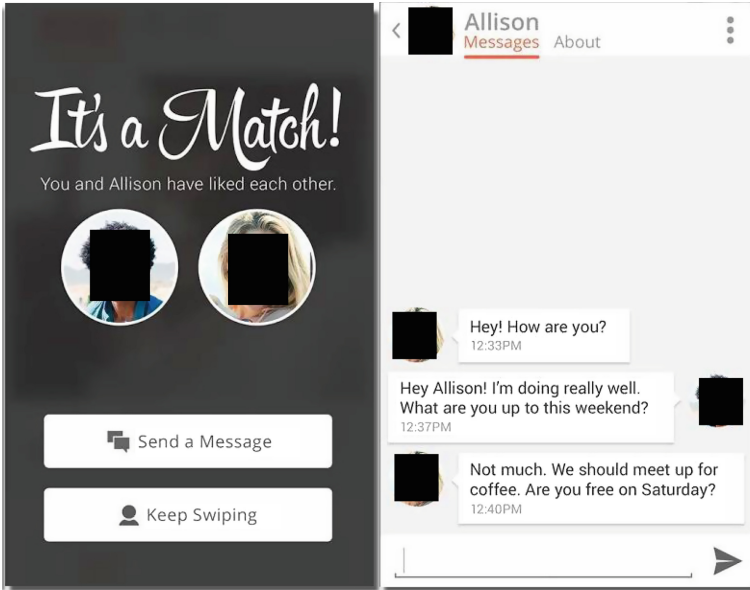 It's a Match!
You and Allison have liked each other.
Send a Message
Keep Swiping
Allison
Messages About
Hey! How are you?
12:33PM
Hey Allison! I'm doing really well.
What are you up to this weekend?
12:37PM
Not much. We should meet up for
coffee. Are you free on Saturday?
12:40PM